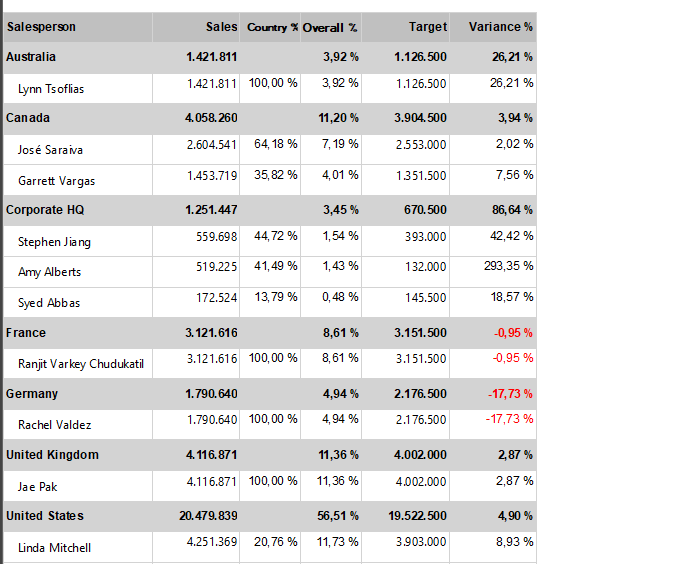 Salesperson Sales Country % Overall % Target Variance %
Australia 1.421.811 3,92 % 1.126.500 26,21 %
Lynn Tsoflias 1.421.811 100,00 % 3,92 % 1.126.500 26,21 %
Canada 4.058.260 11,20 % 3.904.500 3,94 %
José Saraiva 2.604.541 64,18 % 7,19 % 2.553.000 2,02 %
Garrett Vargas 1.453.719 35,82 % 4,01 % 1.351.500 7,56 %
Corporate HQ 1.251.447 3,45 % 670.500 86,64 %
Stephen Jiang 559.698 44,72 % 1,54 % 393.000 42,42 %
Amy Alberts 519.225 41,49 % 1,43 % 132.000 293,35 %
Syed Abbas 172.524 13,79 % 0,48 % 145.500 18,57 %
France 3.121.616 8,61 % 3.151.500 -0,95 %
Ranjit Varkey Chudukatil 3.121.616 100,00 % 8,61 % 3.151.500 -0,95 %
Germany 1.790.640 4,94 % 2.176.500 -17,73 %
Rachel Valdez 1.790.640 100,00 % 4,94 % 2.176.500 -17,73 %
United Kingdom 4.116.871 11,36 % 4.002.000 2,87 %
Jae Pak 4.116.871 100,00 % 11,36 % 4.002.000 2,87 %
United States 20.479.839 56,51 % 19.522.500 4,90 %
Linda Mitchell 4.251.369 20,76 % 11,73 % 3.903.000 8,93 %